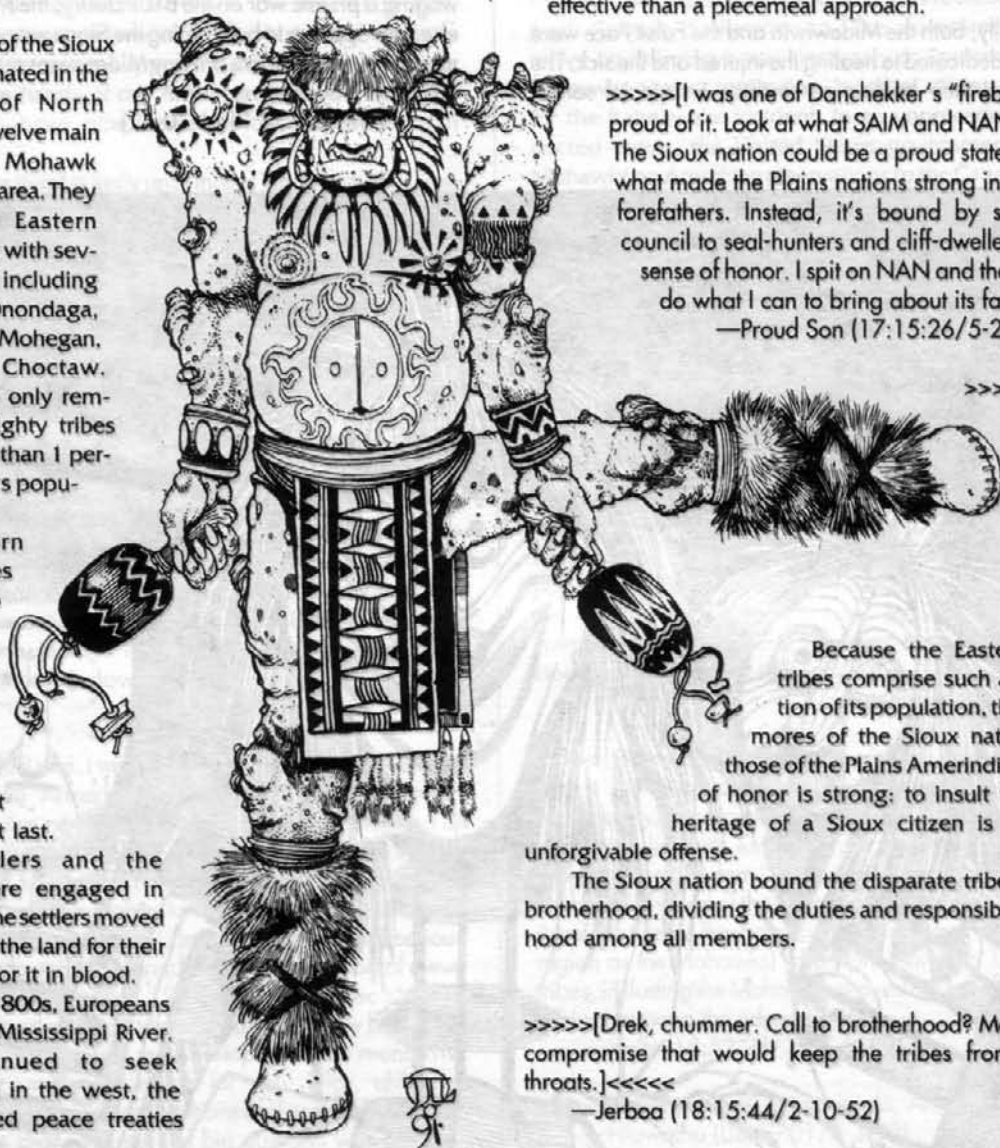 of the Sioux
nated in the
of North
velve main
Mohawk
area. They
Eastern
with sev-
including
nondaga,
Mohegan,
Choctaw.
only rem-
ghty tribes
than 1 per-
s popu-
rn
es
t
t last.
lers and the
re engaged in
ne settlers moved
the land for their
or it in blood.
800s, Europeans
Mississippi River.
nued to seek
in the west, the
ed peace treaties
effective than a piecemeal approach.
>>>>>[I was one of Danchekker's "fireb
proud of it. Look at what SAIM and NAN
The Sioux nation could be a proud state
what made the Plains nations strong in
forefathers. Instead, it's bound by s
council to seal-hunters and cliff-dwelle
sense of honor. I spit on NAN and the
do what I can to bring about its fa
—Proud Son (17:15:26/5-2
>>>
Because the Easte
tribes comprise such a
tion of its population, th
mores of the Sioux nat
those of the Plains Amerindi
of honor is strong: to insult
heritage of a Sioux citizen is
unforgivable offense.
The Sioux nation bound the disparate tribe
brotherhood, dividing the duties and responsib
hood among all members.
>>>>>[Drek, chummer. Call to brotherhood? M
compromise that would keep the tribes from
throats.]<<<<<
—Jerboa (18:15:44/2-10-52)